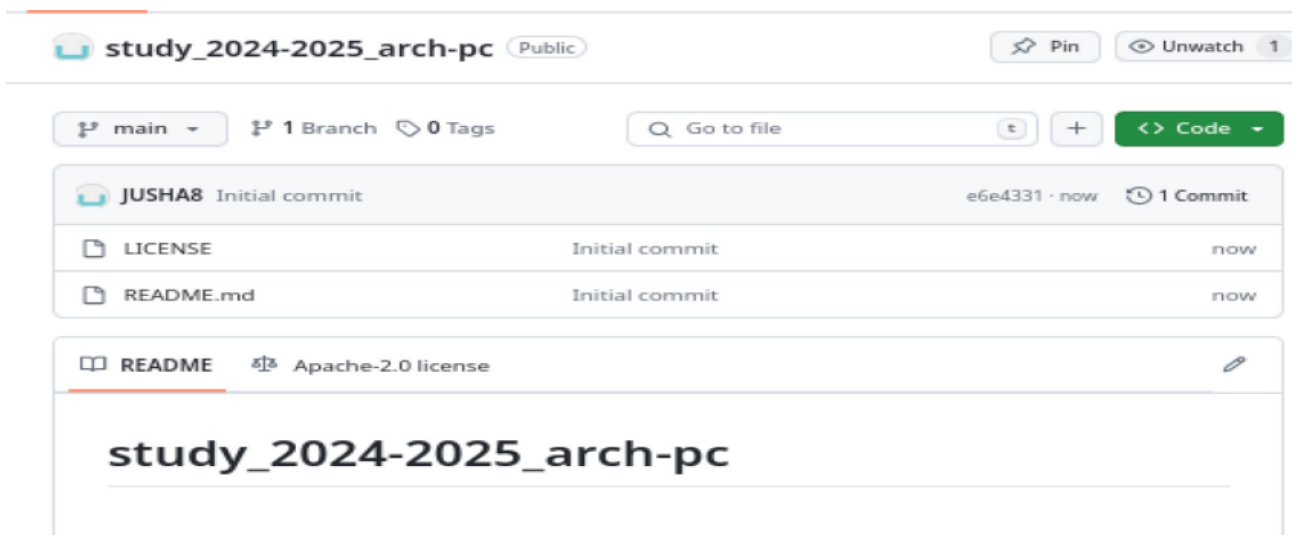 study_2024-2025_arch-pc Public Pin Unwatch 1
main 1 Branch 0 Tags Go to file t + <> Code
JUSHA8 Initial commit e6e4331 · now 1 Commit
LICENSE Initial commit now
README.md Initial commit now
README Apache-2.0 license
study_2024-2025_arch-pc